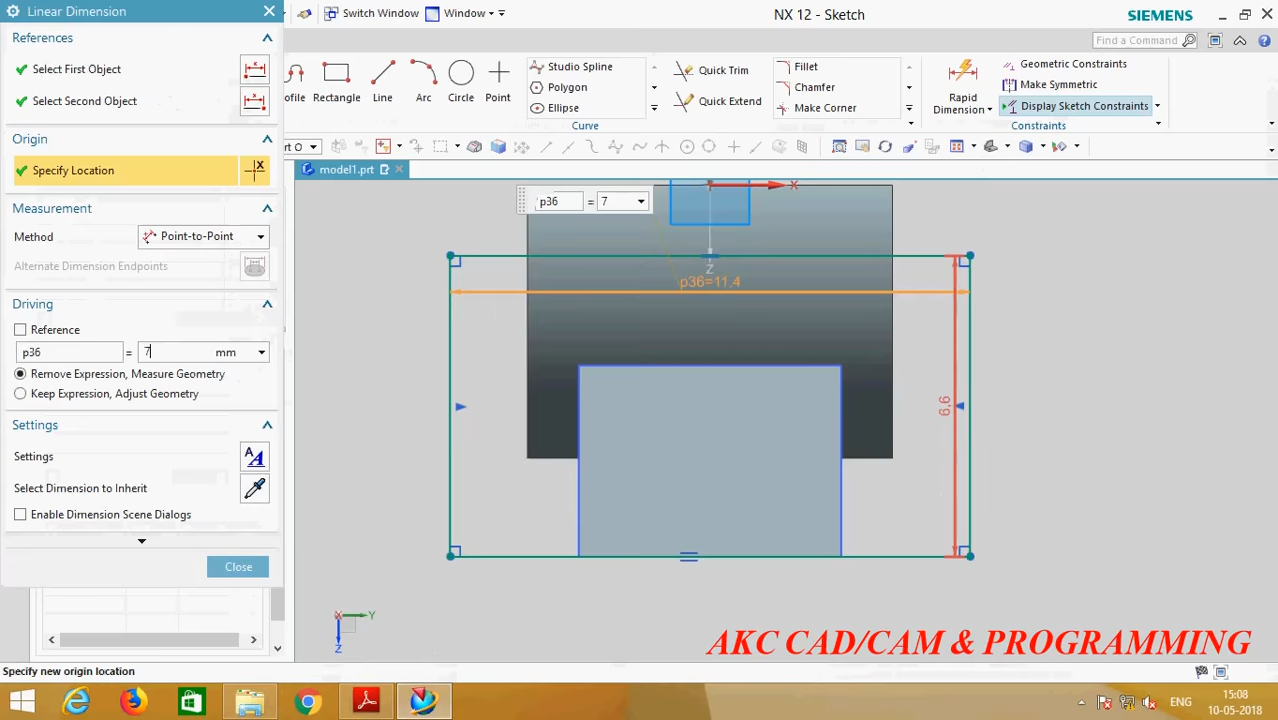 Linear Dimension
Switch Window
Window
NX 12 - Sketch
SIEMENS
Find a Command
References
Select First Object
Select Second Object
Origin
Specify Location
Measurement
Method
Point-to-Point
Alternate Dimension Endpoints
Driving
Reference
p36 = 7 mm
Remove Expression, Measure Geometry
Keep Expression, Adjust Geometry
Settings
Settings
Select Dimension to Inherit
Enable Dimension Scene Dialogs
Close
ofile
Rectangle
Line
Arc
Circle
Point
Studio Spline
Polygon
Ellipse
Curve
Quick Trim
Quick Extend
Fillet
Chamfer
Make Corner
Rapid
Dimension
Geometric Constraints
Make Symmetric
Display Sketch Constraints
Constraints
rt O
model1.prt
p36 = 7
X
Z
p36=11,4
6,6
X
Y
Z
AKC CAD/CAM & PROGRAMMING
Specify new origin location
ENG
15:08
10-05-2018